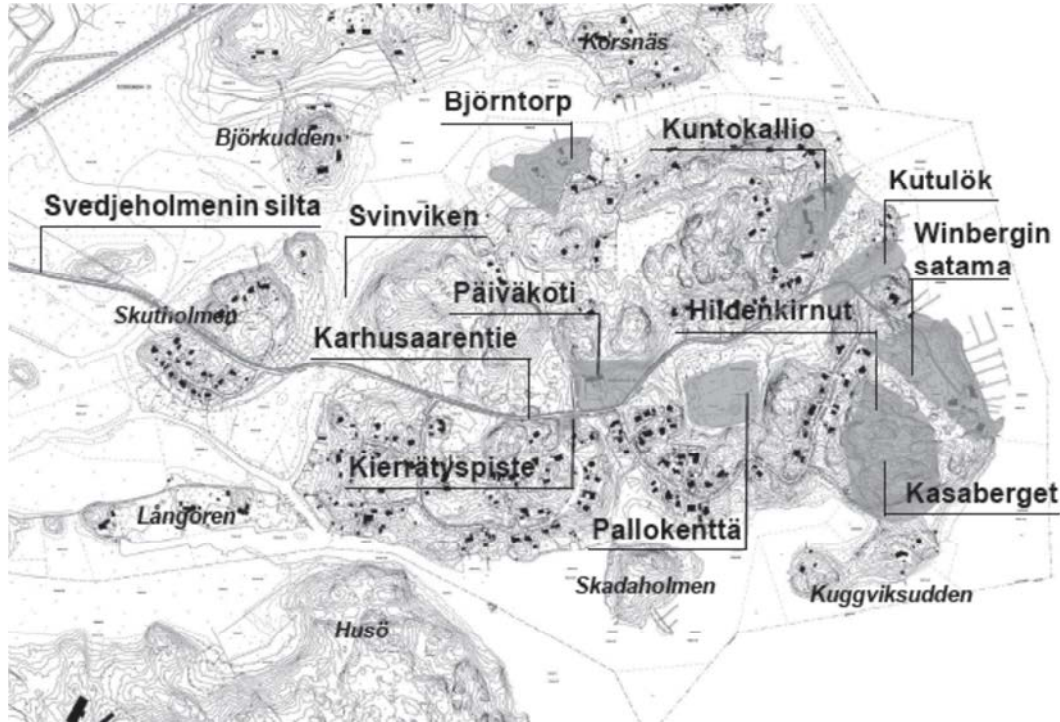 Korsnäs
Björntorp
Kuntokallio
Björkudden
Kutulök
Svedjeholmenin silta
Svinviken
Winbergin
satama
Päiväkoti
Hildenkirnut
Skutholmen
Karhusaarentie
Kierrätyspiste
Kasaberget
Långören
Pallokenttä
Skadaholmen
Kuggviksudden
Husö